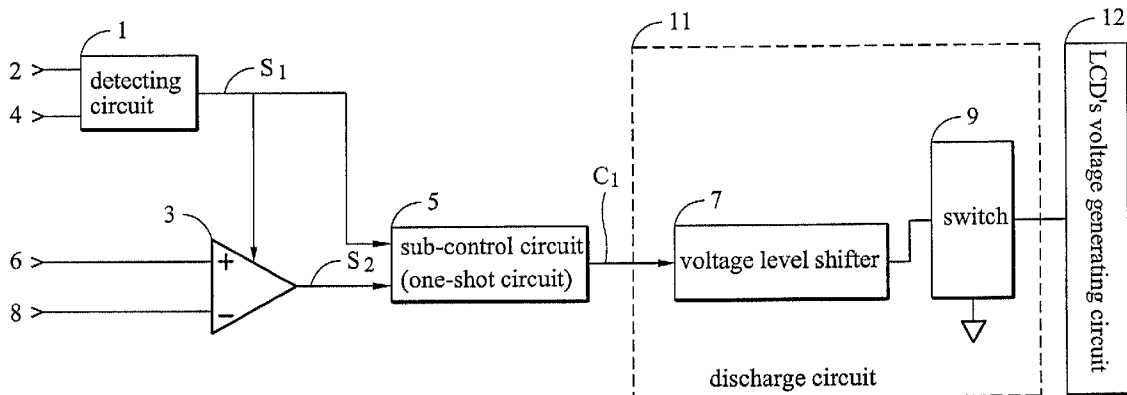 1
11
12
2
4
detecting
circuit
S1
9
LCD's voltage generating circuit
3
5
C1
7
switch
6
8
+
−
S2
sub-control circuit
(one-shot circuit)
voltage level shifter
discharge circuit